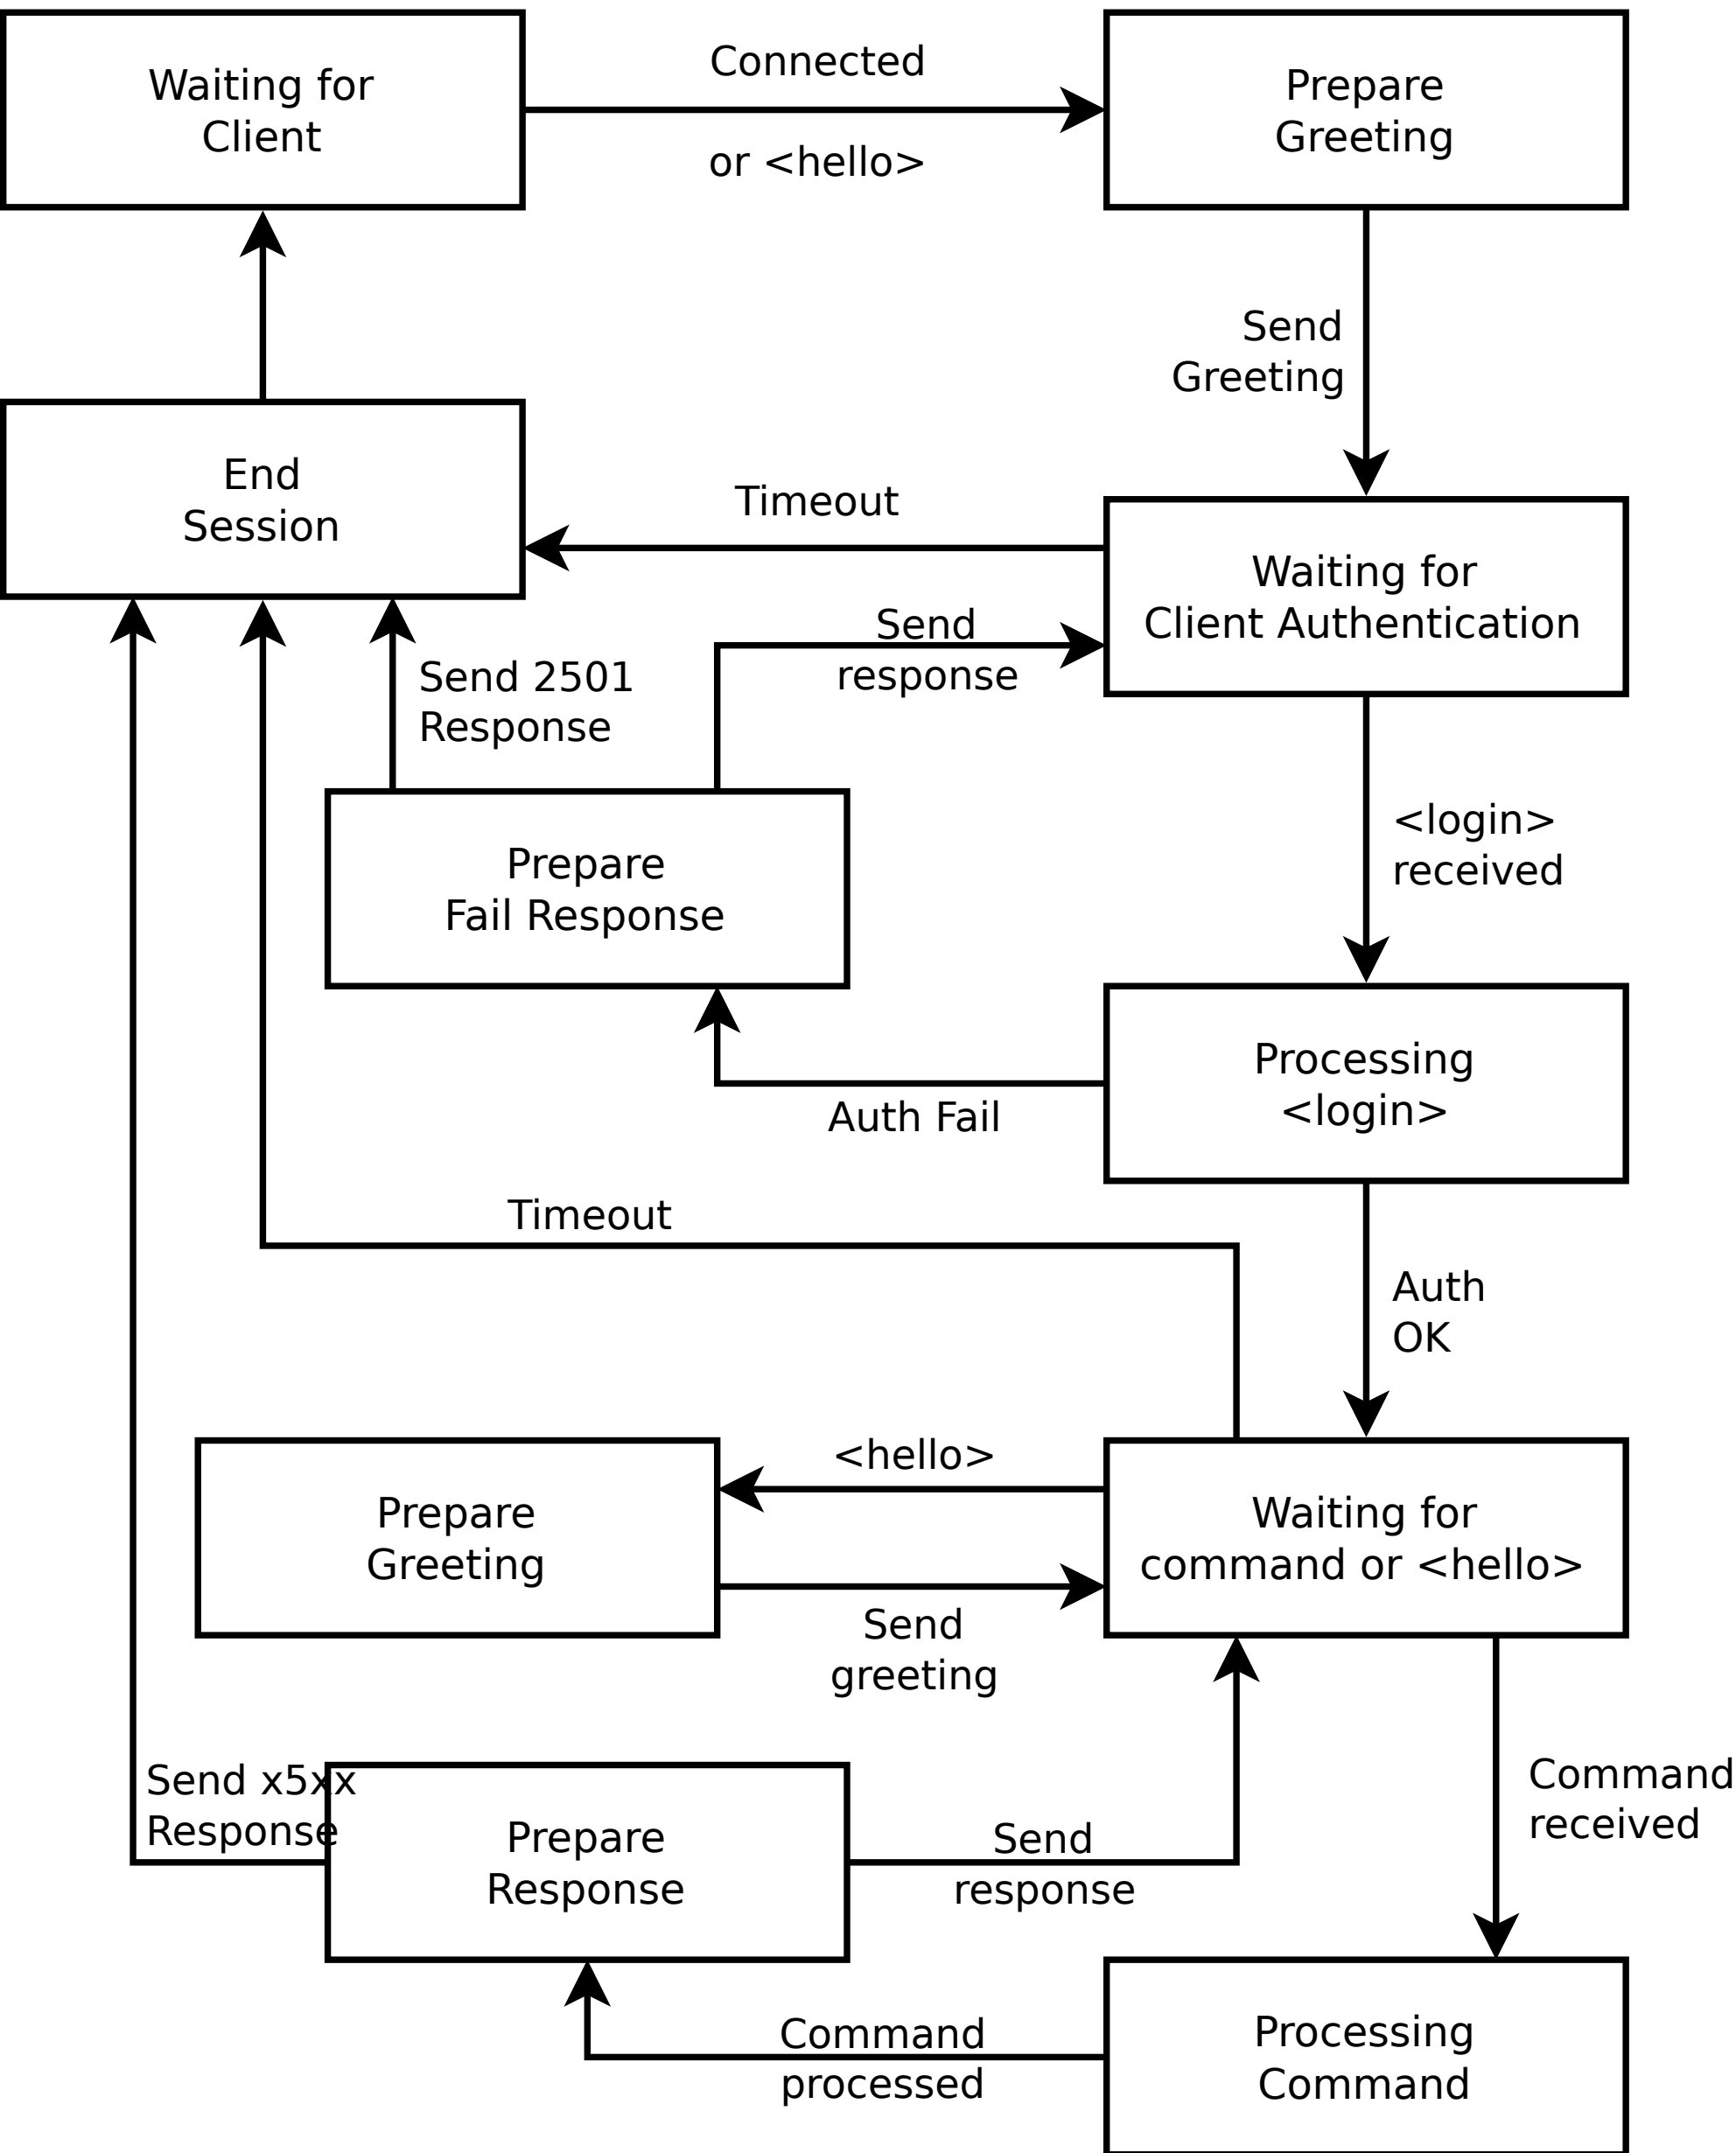 Waiting for
Client
Connected
or <hello>
Prepare
Greeting
Send
Greeting
End
Session
Timeout
Waiting for
Client Authentication
Send
response
Send 2501
Response
<login>
received
Prepare
Fail Response
Processing
<login>
Auth Fail
Timeout
Auth
OK
<hello>
Prepare
Greeting
Waiting for
command or <hello>
Send
greeting
Send x5xx
Response
Prepare
Response
Send
response
Command
received
Command
processed
Processing
Command